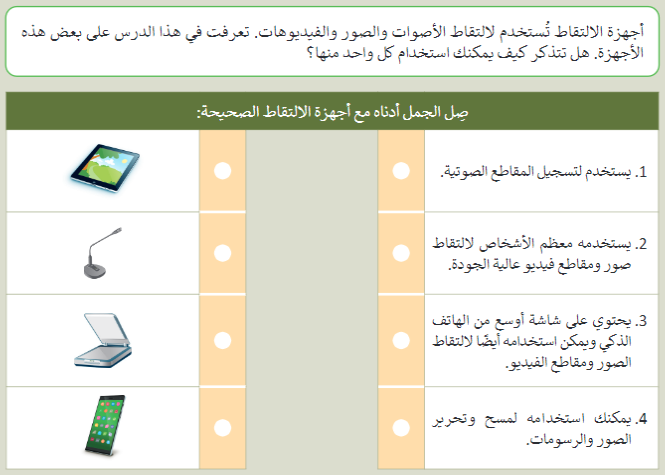 أجهزة الالتقاط تُستخدم لالتقاط الأصوات والصور والفيديوهات. تعرفت في هذا الدرس على بعض هذه
الأجهزة. هل تتذكر كيف يمكنك استخدام كل واحد منها؟
صِل الجمل أدناه مع أجهزة الالتقاط الصحيحة:
1. يستخدم لتسجيل المقاطع الصوتية.
2. يستخدمه معظم الأشخاص لالتقاط
صور ومقاطع فيديو عالية الجودة.
3. يحتوي على شاشة أوسع من الهاتف
الذكي ويمكن استخدامه أيضًا لالتقاط
الصور ومقاطع الفيديو.
4. يمكنك استخدامه لمسح وتحرير
الصور والرسومات.